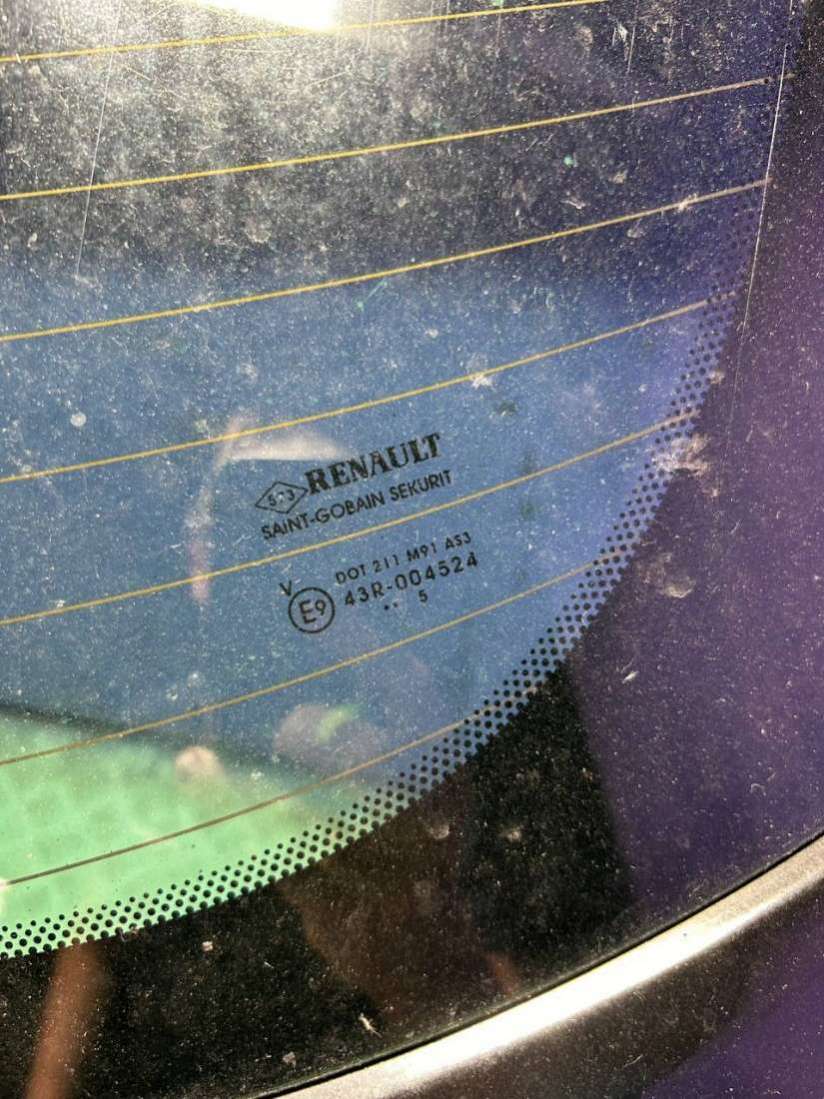 RENAULT
SAINT-GOBAIN SEKURIT
DOT 211 M91 AS3
V
E9 43R-004524
.. 5